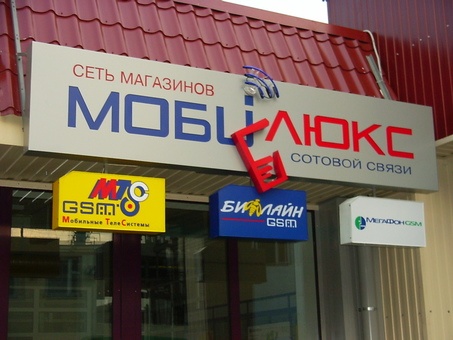 СЕТЬ МАГАЗИНОВ
МОБИЛЮКС
СОТОВОЙ СВЯЗИ
МТС
GSM
Мобильные ТелеСистемы
БИЛАЙН
GSM
МЕГАФОН GSM